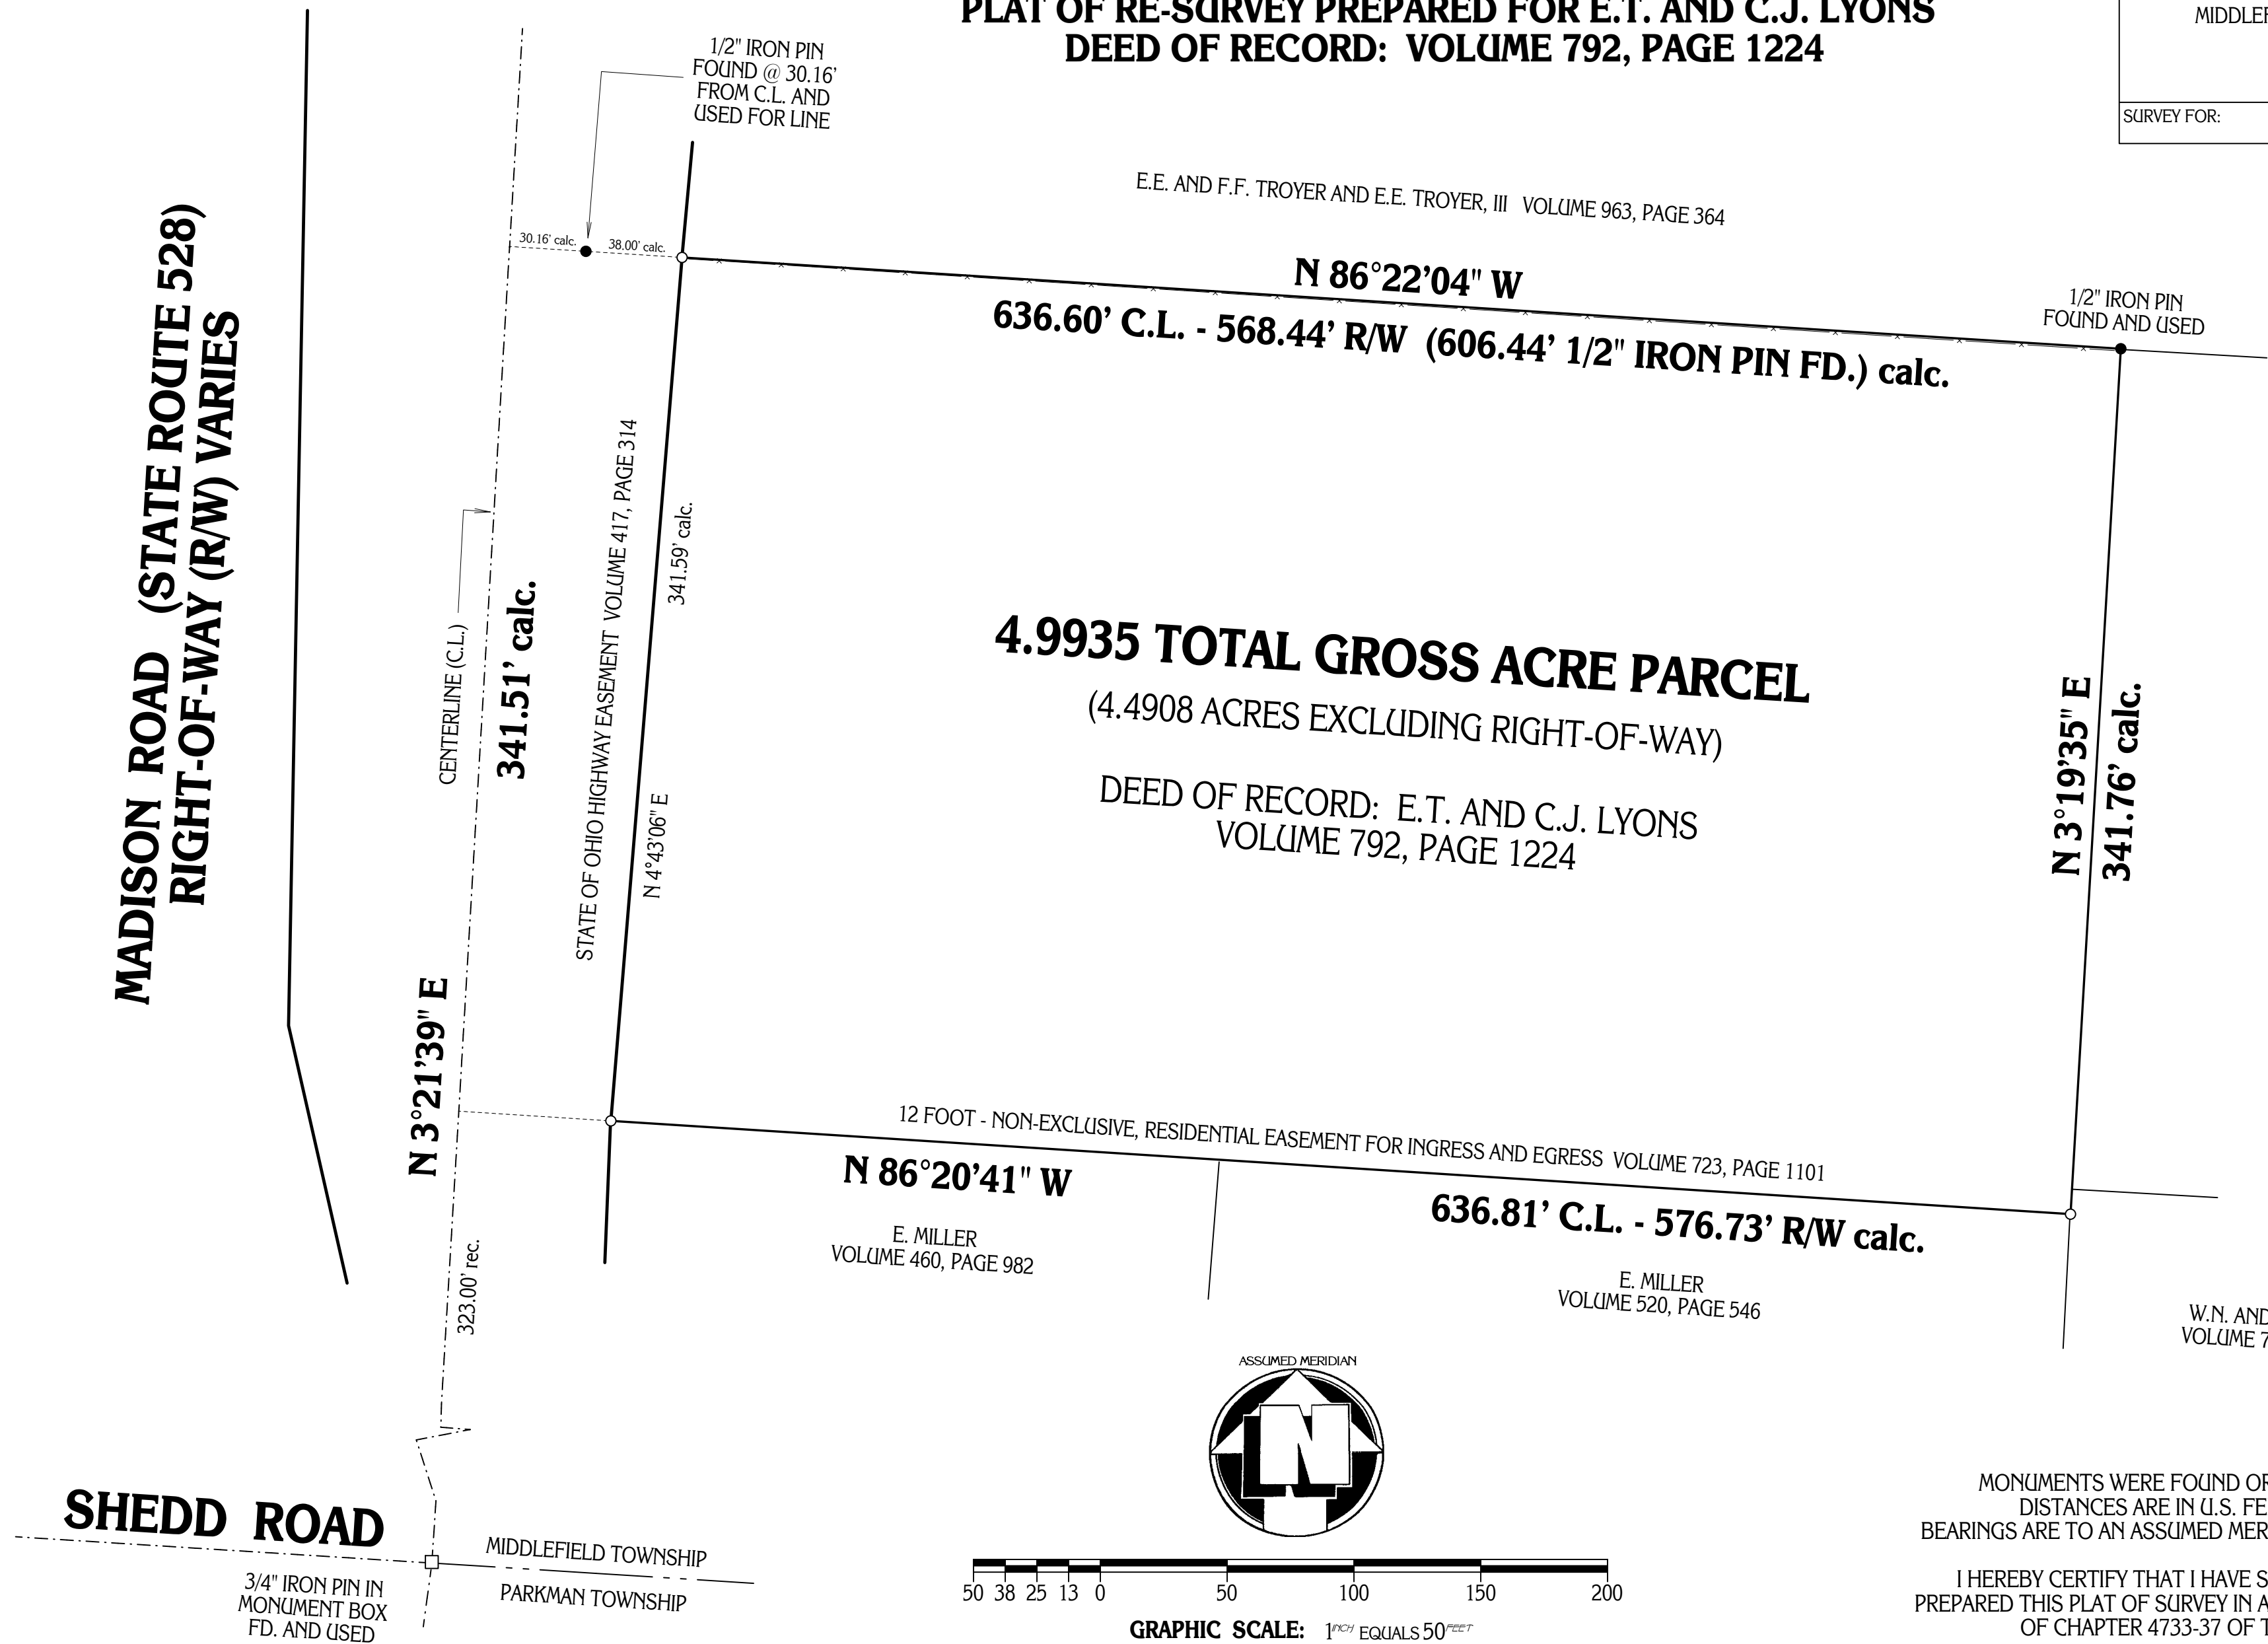 PLAT OF RE-SURVEY PREPARED FOR E.T. AND C.J. LYONS
DEED OF RECORD: VOLUME 792, PAGE 1224
SURVEY FOR:
1/2" IRON PIN
FOUND @ 30.16'
FROM C.L. AND
USED FOR LINE
E.E. AND F.F. TROYER AND E.E. TROYER, III VOLUME 963, PAGE 364
30.16' calc.
38.00' calc.
N 86°22'04" W
636.60' C.L. - 568.44' R/W (606.44' 1/2" IRON PIN FD.) calc.
1/2" IRON PIN
FOUND AND USED
MADISON ROAD (STATE ROUTE 528)
RIGHT-OF-WAY (R/W) VARIES
CENTERLINE (C.L.)
341.51' calc.
N 3°21'39" E
323.00' rec.
STATE OF OHIO HIGHWAY EASEMENT VOLUME 417, PAGE 314
341.59' calc.
N 4°43'06" E
4.9935 TOTAL GROSS ACRE PARCEL
(4.4908 ACRES EXCLUDING RIGHT-OF-WAY)
DEED OF RECORD: E.T. AND C.J. LYONS
VOLUME 792, PAGE 1224
N 3°19'35" E
341.76' calc.
12 FOOT - NON-EXCLUSIVE, RESIDENTIAL EASEMENT FOR INGRESS AND EGRESS VOLUME 723, PAGE 1101
N 86°20'41" W
636.81' C.L. - 576.73' R/W calc.
E. MILLER
VOLUME 460, PAGE 982
E. MILLER
VOLUME 520, PAGE 546
W.N. AND
VOLUME 7
ASSUMED MERIDIAN
N
SHEDD ROAD
MIDDLEFIELD TOWNSHIP
PARKMAN TOWNSHIP
3/4" IRON PIN IN
MONUMENT BOX
FD. AND USED
50 38 25 13 0 50 100 150 200
GRAPHIC SCALE: 1 INCH EQUALS 50 FEET
MONUMENTS WERE FOUND OR
DISTANCES ARE IN U.S.
BEARINGS ARE TO AN ASSUMED
I HEREBY CERTIFY THAT I HAVE
PREPARED THIS PLAT OF SURVEY IN
OF CHAPTER 4733-37 OF